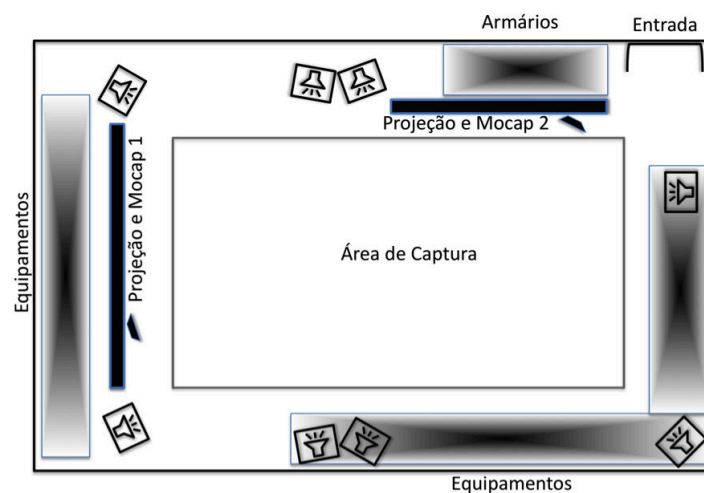 Armários
Entrada
Projeção e Mocap 2
Projeção e Mocap 1
Equipamentos
Área de Captura
Equipamentos